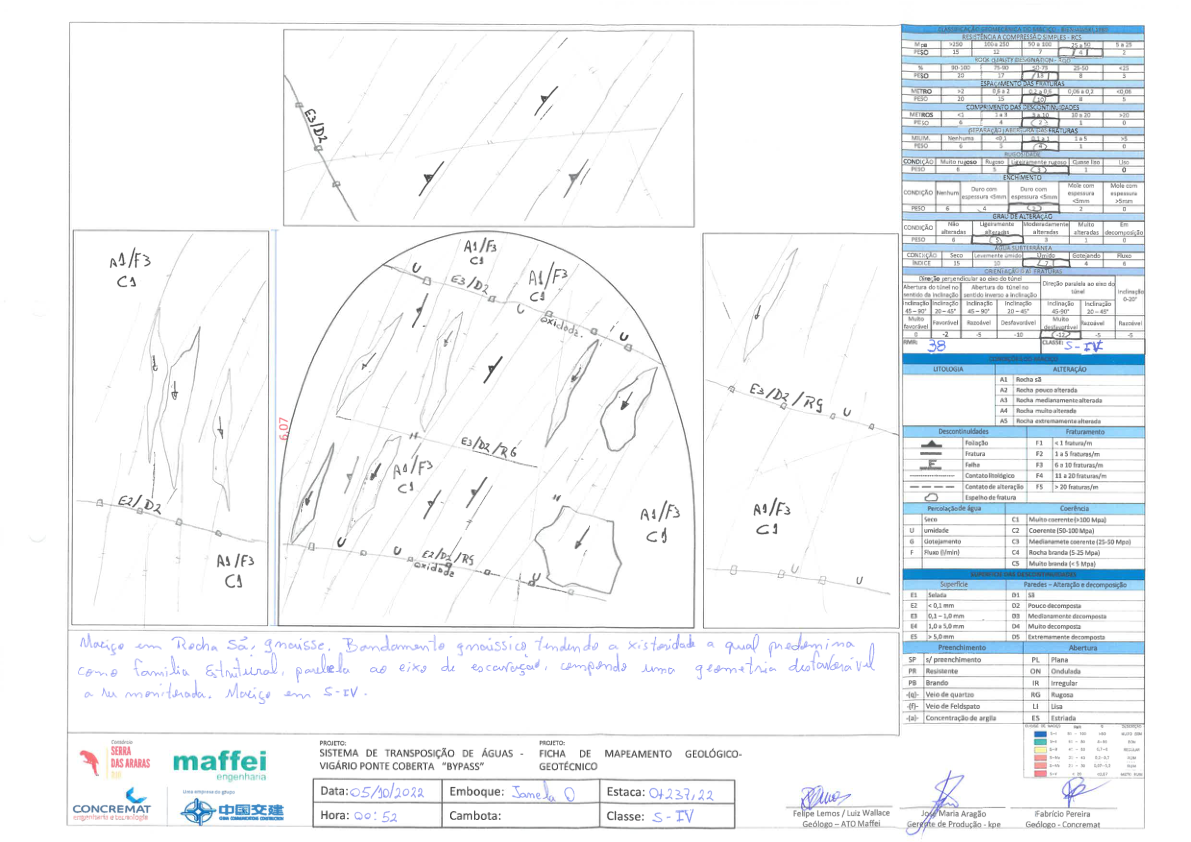 E3/D2
A1/F3
C1
E2/D2
A1/F3
C1
6,07
A1/F3
C1
U
E3/D2
A1/F3
C1
U
E3/D2/RG
A1/F3
C1
U
U
E2/D2/RG
A1/F3
C1
E3/D2/RG
U
A1/F3
C1
U
U
RESISTÊNCIA A COMPRESSÃO SIMPLES - RCS
MPa >250 100 a 250 50 a 100 25 a 50 5 a 25
PESO 15 12 7 4 2
ROCK QUALITY DESIGNATION - RQD
% 90-100 75-90 50-75 25-50 <25
PESO 20 17 13 8 3
ESPAÇAMENTO DAS FRATURAS
METRO >2 0,6 a 2 0,2 a 0,6 0,06 a 0,2 <0,06
PESO 20 15 10 8 5
COMPRIMENTO DAS DESCONTINUIDADES
METROS <1 1 a 3 3 a 10 10 a 20 >20
PESO 6 4 2 1 0
(SEPARAÇÃO) ABERTURA DAS FRATURAS
MILIM. Nenhuma <0,1 0,1 a 1 1 a 5 >5
PESO 6 5 4 1 0
RUGOSIDADE
CONDIÇÃO Muito rugoso Rugoso Ligeiramente rugoso Quase liso Liso
PESO 6 5 3 1 0
ENCHIMENTO
CONDIÇÃO Nenhum Duro com espessura <5mm Duro com espessura <5mm Mole com espessura <5mm Mole com espessura >5mm
PESO 6 4 2 2 0
GRAU DE ALTERAÇÃO
CONDIÇÃO Não alteradas Ligeiramente alteradas Moderadamente alteradas Muito alteradas Em decomposição
PESO 6 5 3 1 0
ÁGUA SUBTERRÂNEA
CONDIÇÃO Seco Levemente úmido Úmido Gotejando Fluxo
ÍNDICE 15 10 7 4
ORIENTAÇÃO DAS FRATURAS
Direção perpendicular ao eixo do túnel
Direção paralela ao eixo do túnel
Inclinação 0-20°
Abertura do túnel no sentido da inclinação
Abertura do túnel no sentido inverso a inclinação
Inclinação 45 – 90° Inclinação 20 – 45° Inclinação 45 – 90° Inclinação 20 – 45° Inclinação 45-90° Inclinação 20 – 45°
Muito favorável Favorável Razoável Desfavorável Muito desfavorável Razoável Razoável
0 -2 -5 -10 -12 -5 -5
RMR: 38 CLASSE: S-IV
CONDIÇÕES DO MACIÇO
LITOLOGIA ALTERAÇÃO
A1 Rocha sã
A2 Rocha pouco alterada
A3 Rocha medianamente alterada
A4 Rocha muito alterada
A5 Rocha extremamente alterada
Descontinuidades Fraturamento
Foliação F1 < 1 fratura/m
Fratura F2 1 a 5 fraturas/m
F Falha F3 6 a 10 fraturas/m
Contato litológico F4 11 a 20 fraturas/m
Contato de alteração F5 > 20 fraturas/m
Espelho de fratura
Percolação de água Coerência
Seco C1 Muito coerente (>100 Mpa)
U umidade C2 Coerente (50-100 Mpa)
G Gotejamento C3 Medianamete coerente (25-50 Mpa)
F Fluxo (l/min) C4 Rocha branda (5-25 Mpa)
C5 Muito branda (< 5 Mpa)
SUPERFÍCIE DAS DESCONTINUIDADES
Superfície Paredes – Alteração e decomposição
E1 Selada D1 Sã
E2 < 0,1 mm D2 Pouco decomposta
E3 0,1 – 1,0 mm D3 Medianamente decomposta
E4 1,0 a 5,0 mm D4 Muito decomposta
E5 > 5,0 mm D5 Extremamente decomposta
Preenchimento Abertura
SP s/ preenchimento PL Plana
PR Resistente ON Ondulada
PB Brando IR Irregular
-(q)- Veio de quartzo RG Rugosa
-(f)- Veio de Feldspato LI Lisa
-(a)- Concentração de argila ES Estriada
Maciço em Rocha Sã, gnaisse. Bandamento gnáissico tendendo a xistosidade a qual predomina
como família Estrutural, paralela ao eixo de escavação, compondo uma geometria desfavorável
a ser monitorada. Maciço em S-IV.
Consórcio
SERRA
DAS ARARAS
maffei
engenharia
CONCREMAT
engenharia e tecnologia
Uma empresa do grupo
中国交建
CHINA COMMUNICATIONS CONSTRUCTION
PROJETO:
SISTEMA DE TRANSPOSIÇÃO DE ÁGUAS -
VIGÁRIO PONTE COBERTA "BYPASS"
PROJETO:
FICHA DE MAPEAMENTO GEOLÓGICO-
GEOTÉCNICO
Data: 05/10/2022 Emboque: Janela O Estaca: 0+237,22
Hora: 00:52 Cambota: Classe: S-IV
Felipe Lemos / Luiz Wallace
Geólogo – ATO Maffei
José Maria Aragão
Gerente de Produção - kpe
Fabrício Pereira
Geólogo - Concremat